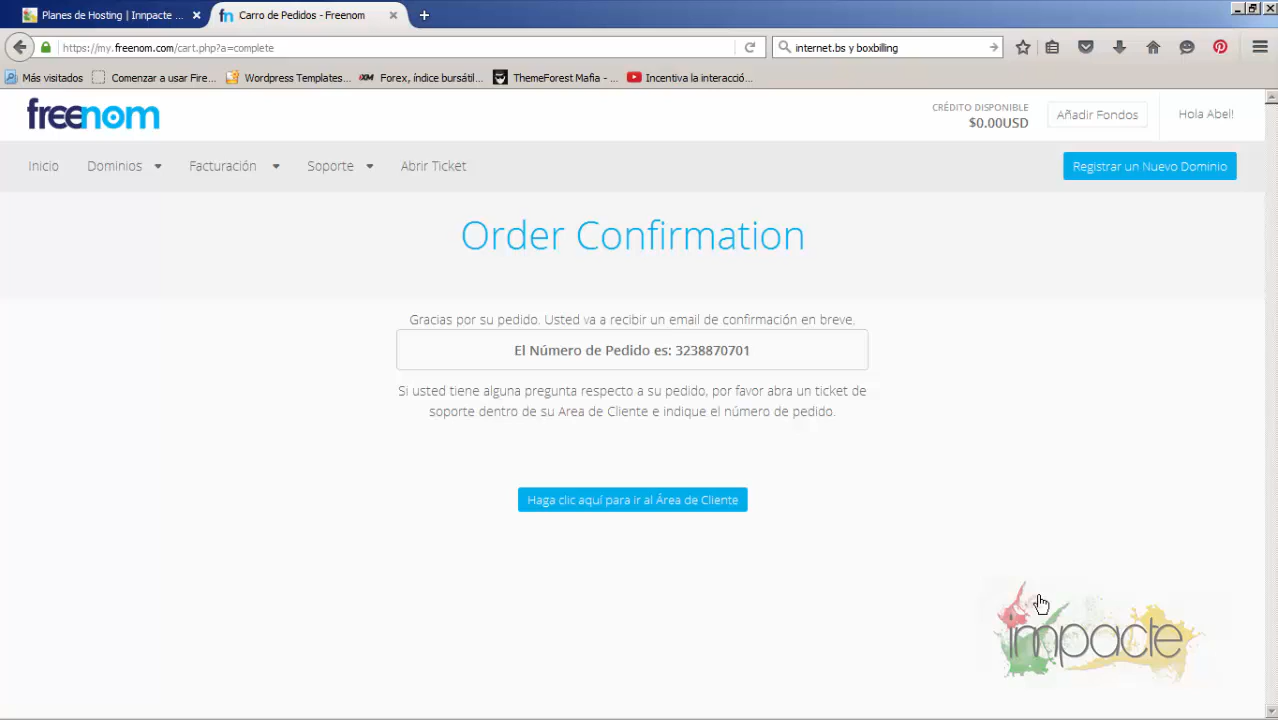 Planes de Hosting | Innpacte ...
Carro de Pedidos - Freenom
https://my.freenom.com/cart.php?a=complete
internet.bs y boxbilling
Más visitados
Comenzar a usar Fire...
Wordpress Templates...
Forex, índice bursátil...
ThemeForest Mafia - ...
Incentiva la interacció...
freenom
CRÉDITO DISPONIBLE
$0.00USD
Añadir Fondos
Hola Abel!
Inicio
Dominios
Facturación
Soporte
Abrir Ticket
Registrar un Nuevo Dominio
Order Confirmation
Gracias por su pedido. Usted va a recibir un email de confirmación en breve.
El Número de Pedido es: 3238870701
Si usted tiene alguna pregunta respecto a su pedido, por favor abra un ticket de
soporte dentro de su Area de Cliente e indique el número de pedido.
Haga clic aquí para ir al Área de Cliente
innpacte